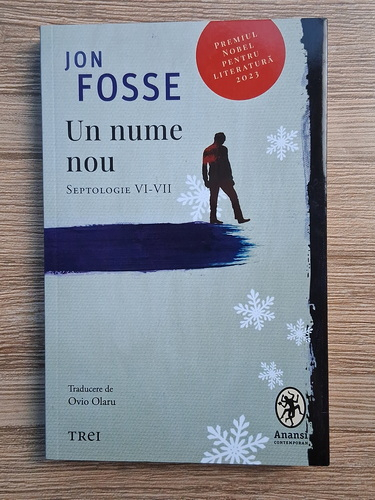 JON
FOSSE
PREMIUL
NOBEL
PENTRU
LITERATURĂ
2023
Un nume
nou
SEPTOLOGIE VI-VII
Traducere de
Ovio Olaru
TREI
Anansi
CONTEMPORAN